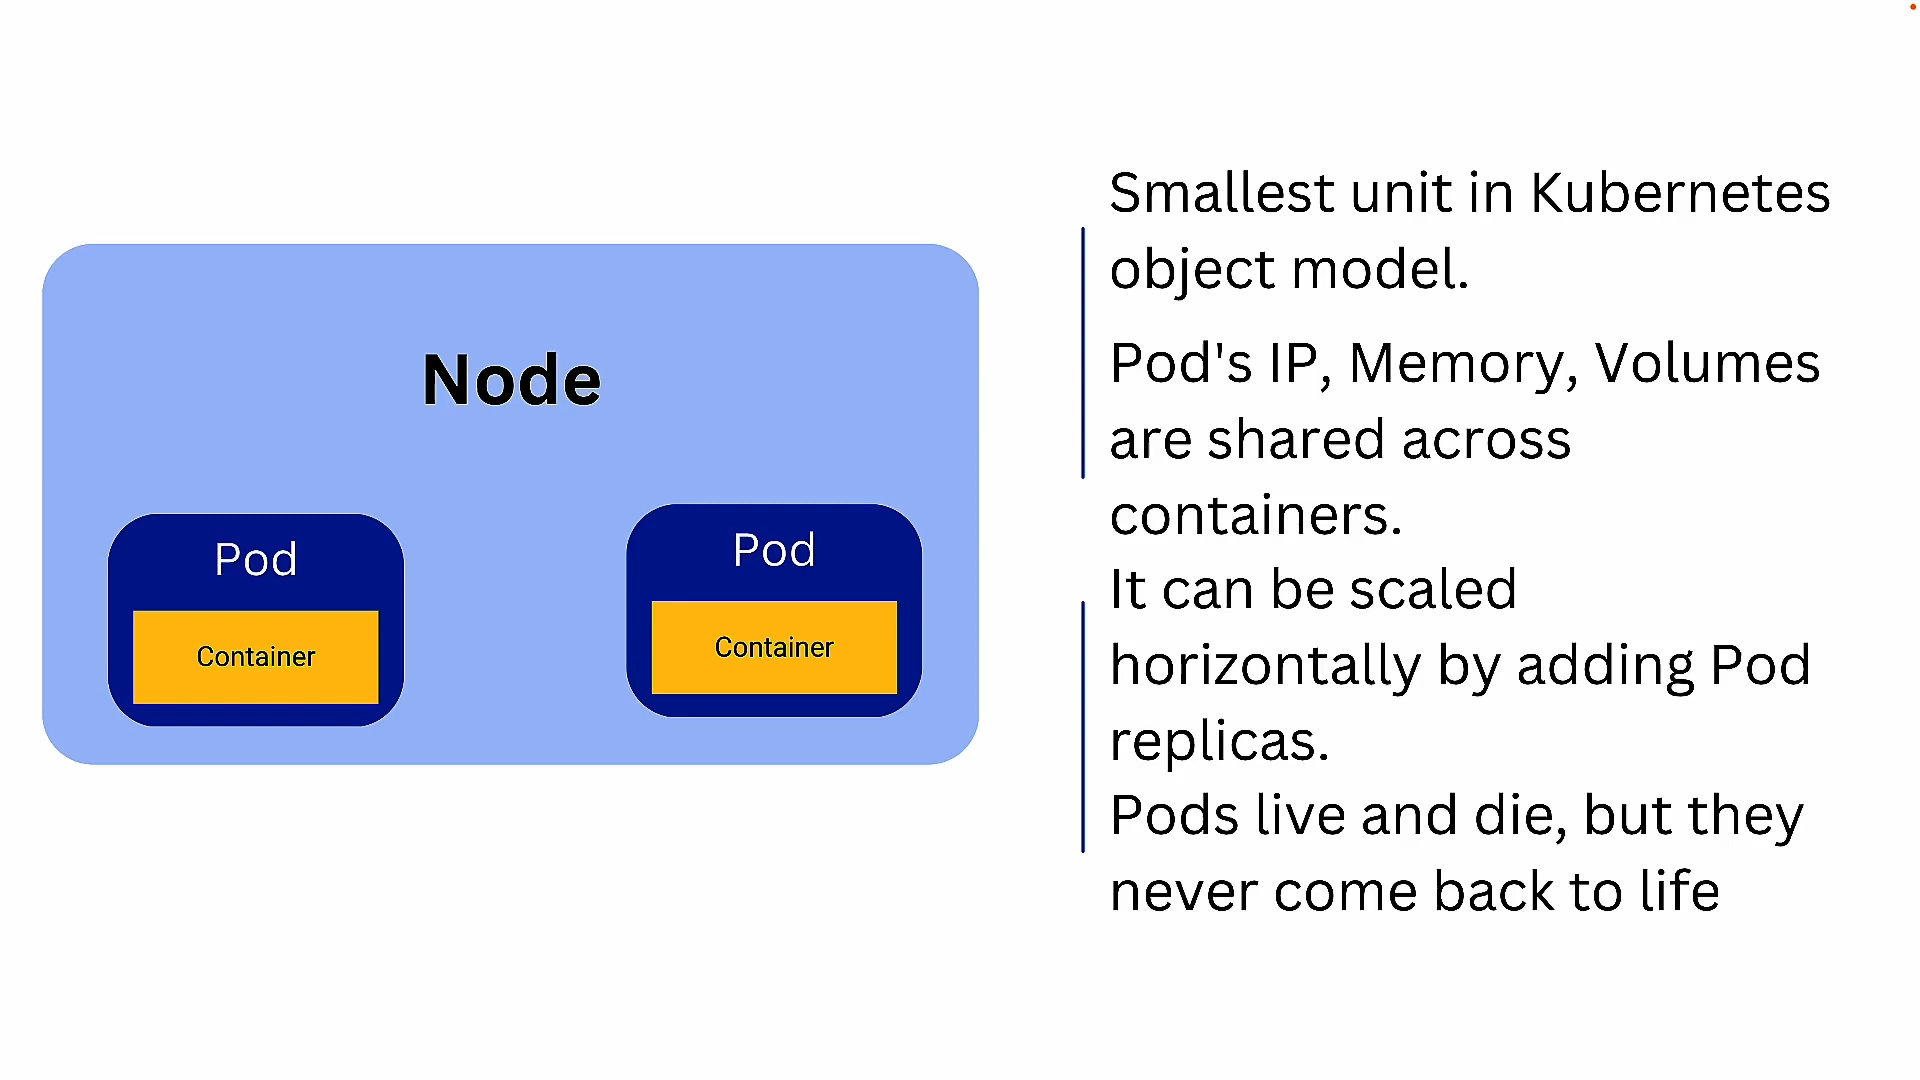 Node
Pod
Container
Pod
Container
Smallest unit in Kubernetes
object model.
Pod's IP, Memory, Volumes
are shared across
containers.
It can be scaled
horizontally by adding Pod
replicas.
Pods live and die, but they
never come back to life